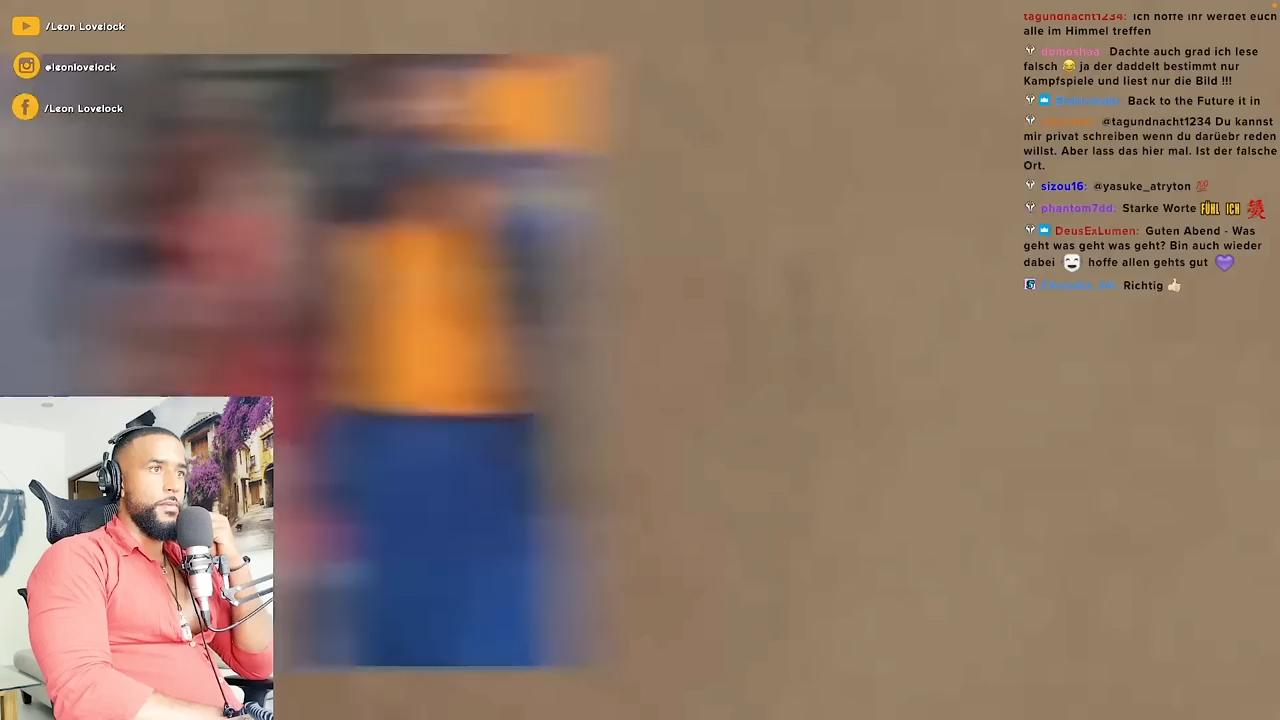 /Leon Lovelock
@leonlovelock
/Leon Lovelock
tagundnacht1234: Ich hoffe ihr werdet euch
alle im Himmel treffen
domoshaa: Dachte auch grad ich lese
falsch 😂 ja der daddelt bestimmt nur
Kampfspiele und liest nur die Bild !!!
Back to the Future it in
@tagundnacht1234 Du kannst
mir privat schreiben wenn du darüebr reden
willst. Aber lass das hier mal. Ist der falsche
Ort.
sizou16: @yasuke_atryton 💯
phantom7dd: Starke Worte FÜHL ICH
DeusExLumen: Guten Abend - Was
geht was geht was geht? Bin auch wieder
dabei hoffe allen gehts gut 💜
Richtig 👍🏻